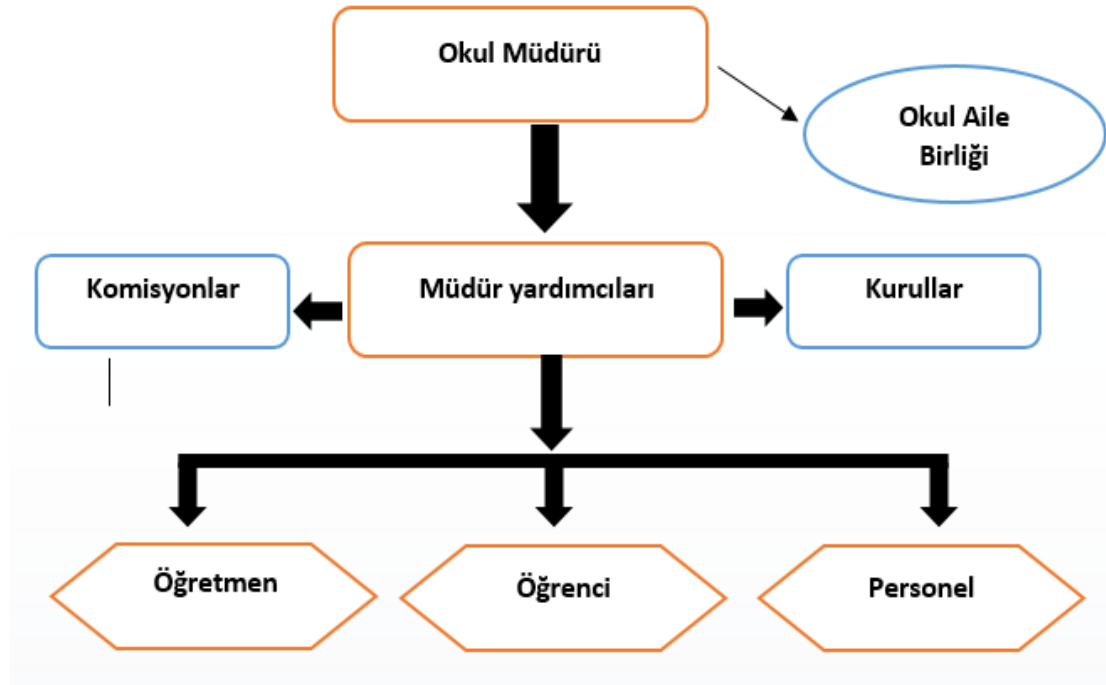 Okul Müdürü
Okul Aile
Birliği
Komisyonlar
Müdür yardımcıları
Kurullar
Öğretmen
Öğrenci
Personel